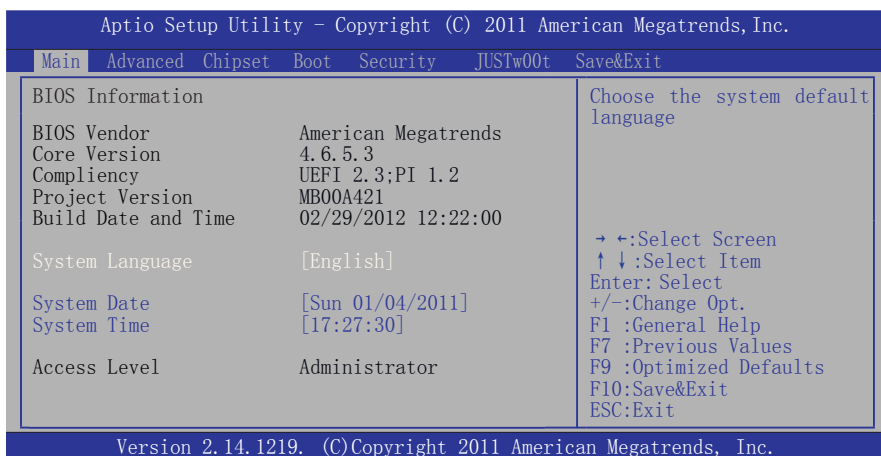 Aptio Setup Utility - Copyright (C) 2011 American Megatrends,Inc.
Main Advanced Chipset Boot Security JUSTw00t Save&Exit
BIOS Information
BIOS Vendor American Megatrends
Core Version 4.6.5.3
Compliency UEFI 2.3;PI 1.2
Project Version MB00A421
Build Date and Time 02/29/2012 12:22:00
System Language [English]
System Date [Sun 01/04/2011]
System Time [17:27:30]
Access Level Administrator
Choose the system default
language
→ ←:Select Screen
↑ ↓:Select Item
Enter: Select
+/-:Change Opt.
F1 :General Help
F7 :Previous Values
F9 :Optimized Defaults
F10:Save&Exit
ESC:Exit
Version 2.14.1219. (C)Copyright 2011 American Megatrends, Inc.